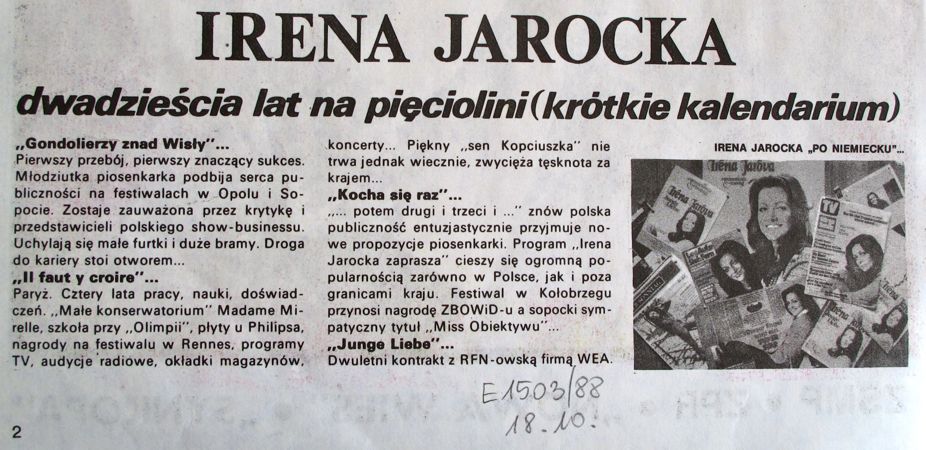 IRENA JAROCKA
dwadzieścia lat na pięciolini (krótkie kalendarium)
„Gondolierzy znad Wisły"...
Pierwszy przebój, pierwszy znaczący sukces.
Młodziutka piosenkarka podbija serca pu-
bliczności na festiwalach w Opolu i So-
pocie. Zostaje zauważona przez krytykę i
przedstawicieli polskiego show-businessu.
Uchylają się małe furtki i duże bramy. Droga
do kariery stoi otworem...
„Il faut y croire"...
Paryż. Cztery lata pracy, nauki, doświad-
czeń. „Małe konserwatorium" Madame Mi-
relle, szkoła przy „Olimpii", płyty u Philipsa,
nagrody na festiwalu w Rennes, programy
TV, audycje radiowe, okładki magazynów,
koncerty... Piękny „sen Kopciuszka" nie
trwa jednak wiecznie, zwycięża tęsknota za
krajem...
„Kocha się raz"...
„... potem drugi i trzeci i ..." znów polska
publiczność entuzjastycznie przyjmuje no-
we propozycje piosenkarki. Program „Irena
Jarocka zaprasza" cieszy się ogromną po-
pularnością zarówno w Polsce, jak i poza
granicami kraju. Festiwal w Kołobrzegu
przynosi nagrodę ZBOWiD-u a sopocki sym-
patyczny tytuł „Miss Obiektywu"...
„Junge Liebe"...
Dwuletni kontrakt z RFN-owską firmą WEA.
IRENA JAROCKA „PO NIEMIECKU"...
Irena Jarova
Irena Jarova
TV
E1503/88
18.10.
2